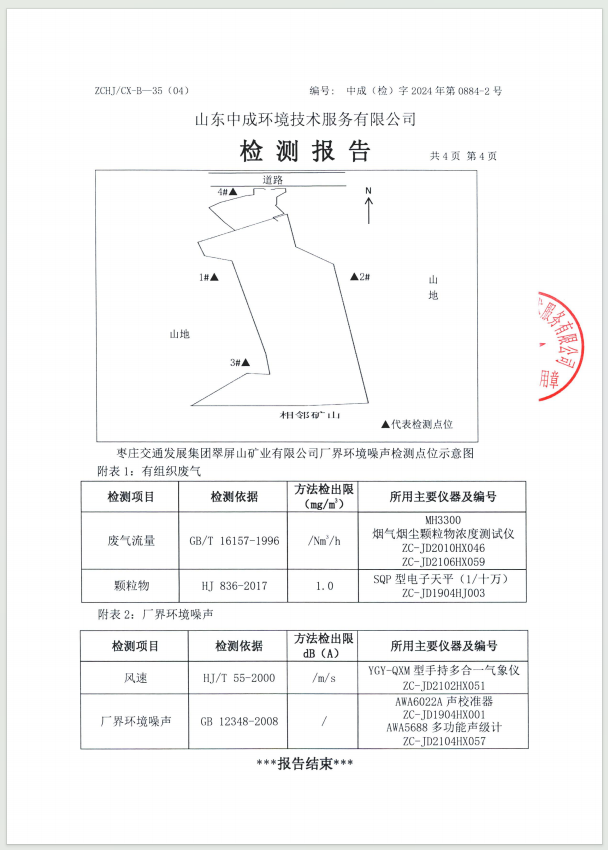 ZCHJ/CX-B—35（04） 编号: 中成（检）字 2024 年第 0884-2 号
山东中成环境技术服务有限公司
检 测 报 告
共 4 页 第 4 页
道路
4#▲
N
1#▲
▲2#
山地
山地
3#▲
相邻矿山
▲代表检测点位
枣庄交通发展集团翠屏山矿业有限公司厂界环境噪声检测点位示意图
附表 1: 有组织废气
检测项目 检测依据 方法检出限（mg/m³） 所用主要仪器及编号
废气流量 GB/T 16157-1996 /Nm³/h MH3300
烟气烟尘颗粒物浓度测试仪
ZC-JD2010HX046
ZC-JD2106HX059
颗粒物 HJ 836-2017 1.0 SQP 型电子天平（1/十万）
ZC-JD1904HJ003
附表 2: 厂界环境噪声
检测项目 检测依据 方法检出限 dB（A） 所用主要仪器及编号
风速 HJ/T 55-2000 /m/s YGY-QXM 型手持多合一气象仪
ZC-JD2102HX051
厂界环境噪声 GB 12348-2008 / AWA6022A 声校准器
ZC-JD1904HX001
AWA5688 多功能声级计
ZC-JD2104HX057
***报告结束***
服务有限公司
用章